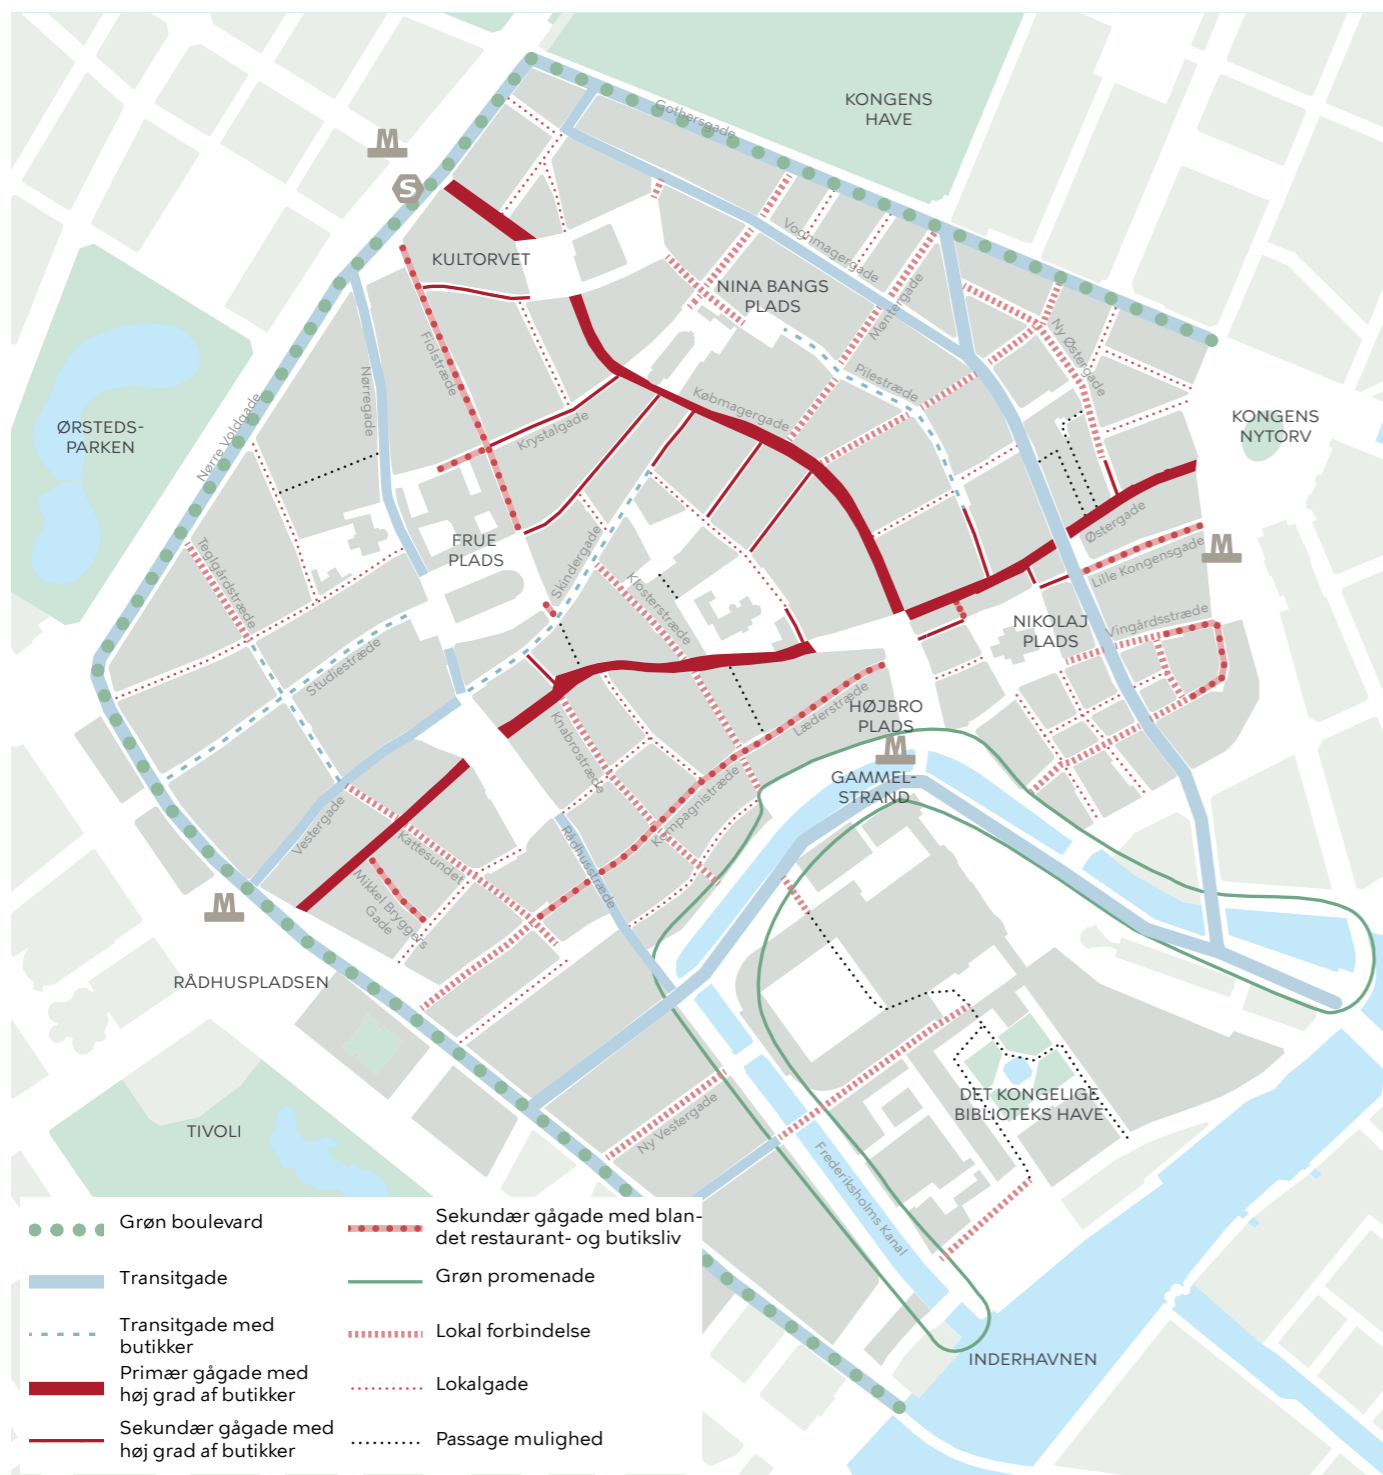 KONGENS
HAVE
Gothersgade
M
S
KULTORVET
Vognmagergade
NINA BANGS
PLADS
Møntergade
Ny Østergade
Fiolstræde
Nørregade
Pilestræde
Købmagergade
Krystalgade
ØRSTEDS-
PARKEN
Nørre Voldgade
KONGENS
NYTORV
Østergade
M
Lille Kongensgade
FRUE
PLADS
Skindergade
Klosterstræde
Teglgårdstræde
NIKOLAJ
PLADS
Vingårdsstræde
Studiestræde
Læderstræde
HØJBRO
PLADS
M
GAMMEL-
STRAND
Knabrostræde
Kompagnistræde
Vestergade
Kattesundet
Rådhusstræde
Mikkel Bryggers
Gade
M
RÅDHUSPLADSEN
DET KONGELIGE
BIBLIOTEKS HAVE
Ny Vestergade
TIVOLI
Frederiksholms Kanal
INDERHAVNEN
Grøn boulevard
Transitgade
Transitgade med
butikker
Primær gågade med
høj grad af butikker
Sekundær gågade med
høj grad af butikker
Sekundær gågade med blan-
det restaurant- og butiksliv
Grøn promenade
Lokal forbindelse
Lokalgade
Passage mulighed